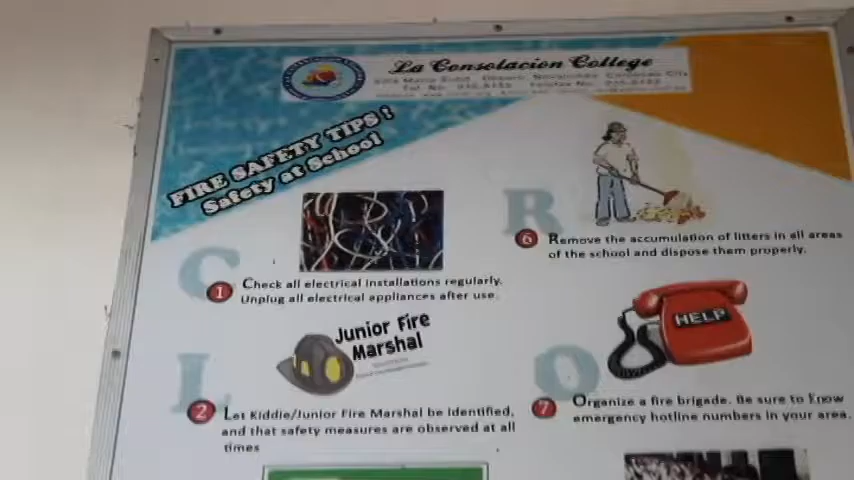 La Consolacion College
FIRE SAFETY TIPS !
Safety at School
C
1 Check all electrical installations regularly.
Unplug all electrical appliances after use.
L
Junior Fire
Marshal
2 Let Kiddie/Junior Fire Marshal be identified,
and that safety measures are observed at all
times
R
6 Remove the accumulation of litters in all areas
of the school and dispose them properly.
HELP
O
7 Organize a fire brigade. Be sure to Know
emergency hotline numbers in your area.